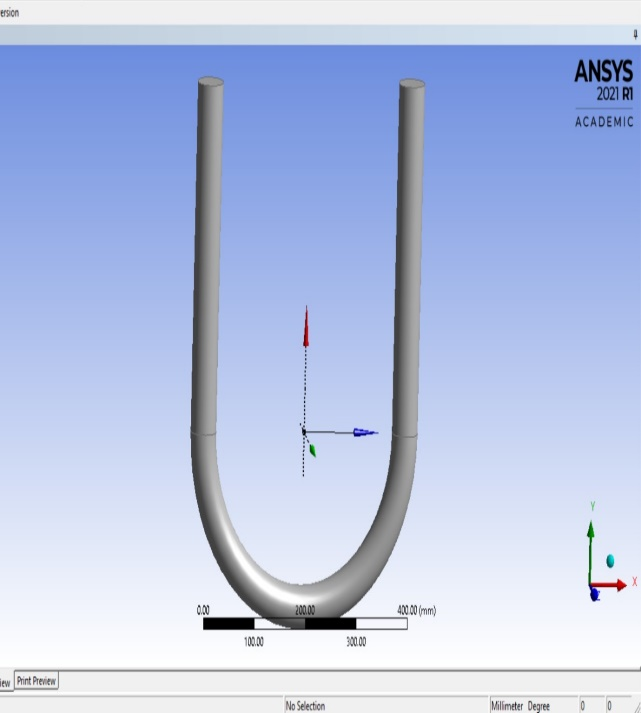 ersion
ANSYS
2021 R1
ACADEMIC
Y
X
Z
0.00 200.00 400.00 (mm)
100.00 300.00
iew Print Preview
No Selection Millimeter Degree 0 0